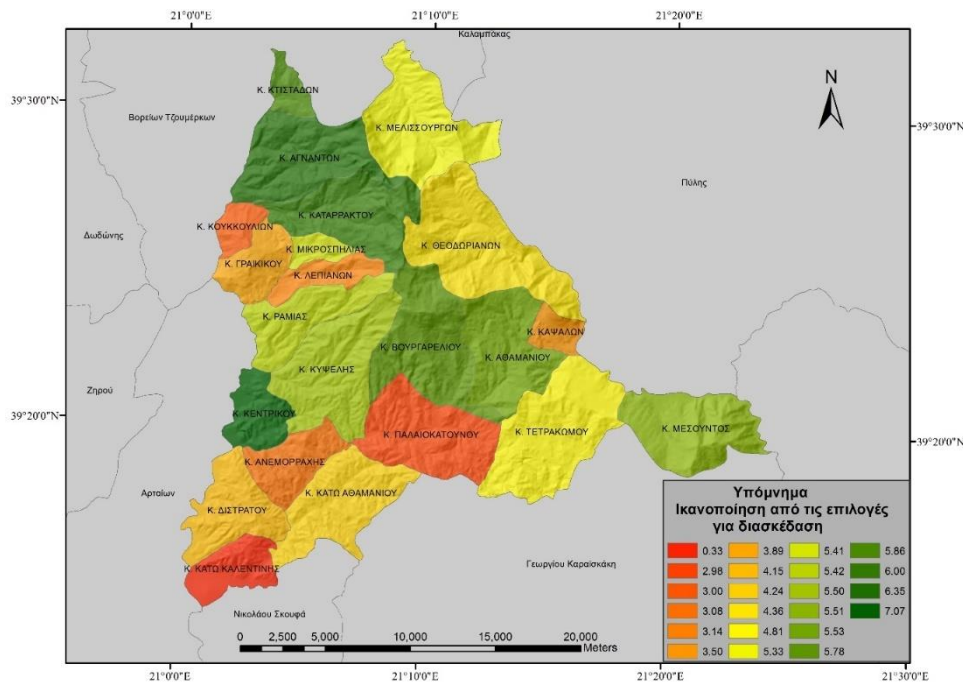 21°0'0"E
21°10'0"E
21°20'0"E
Καλαμπάκας
39°30'0"N
Κ. ΚΤΙΣΤΑΔΩΝ
N
Βορείων Τζουμέρκων
Κ. ΜΕΛΙΣΣΟΥΡΓΩΝ
39°30'0"N
Κ. ΑΓΝΑΝΤΩΝ
Πύλης
Κ. ΚΑΤΑΡΡΑΚΤΟΥ
Κ. ΚΟΥΚΚΟΥΛΙΩΝ
Δωδώνης
Κ. ΜΙΚΡΟΣΠΗΛΙΑΣ
Κ. ΘΕΟΔΩΡΙΑΝΩΝ
Κ. ΓΡΑΙΚΙΚΟΥ
Κ. ΛΕΠΙΑΝΩΝ
Κ. ΡΑΜΙΑΣ
Κ. ΚΑΨΑΛΩΝ
Κ. ΒΟΥΡΓΑΡΕΛΙΟΥ
Κ. ΑΘΑΜΑΝΙΟΥ
Κ. ΚΥΨΕΛΗΣ
Ζηρού
39°20'0"N
Κ. ΚΕΝΤΡΙΚΟΥ
Κ. ΠΑΛΑΙΟΚΑΤΟΥΝΟΥ
Κ. ΤΕΤΡΑΚΩΜΟΥ
Κ. ΜΕΣΟΥΝΤΟΣ
39°20'0"N
Κ. ΑΝΕΜΟΡΡΑΧΗΣ
Αρταίων
Κ. ΚΑΤΩ ΑΘΑΜΑΝΙΟΥ
Κ. ΔΙΣΤΡΑΤΟΥ
Κ. ΚΑΤΩ ΚΑΛΕΝΤΙΝΗΣ
Γεωργίου Καραϊσκάκη
Νικολάου Σκουφά
0 2,500 5,000 10,000 15,000 20,000
Meters
Υπόμνημα
Ικανοποίηση από τις επιλογές
για διασκέδαση
0.33 3.89 5.41 5.86
2.98 4.15 5.42 6.00
3.00 4.24 5.50 6.35
3.08 4.36 5.51 7.07
3.14 4.81 5.53
3.50 5.33 5.78
21°0'0"E
21°10'0"E
21°20'0"E
21°30'0"E